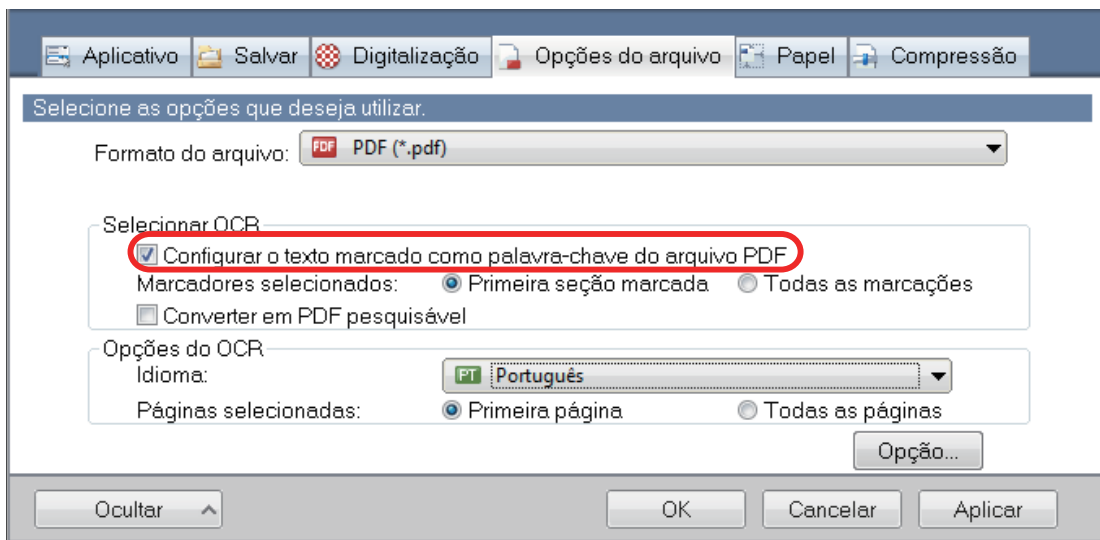 Aplicativo Salvar Digitalização Opções do arquivo Papel Compressão
Selecione as opções que deseja utilizar.
Formato do arquivo: PDF PDF (*.pdf)
Selecionar OCR
Configurar o texto marcado como palavra-chave do arquivo PDF
Marcadores selecionados: Primeira seção marcada Todas as marcações
Converter em PDF pesquisável
Opções do OCR
Idioma: PT Português
Páginas selecionadas: Primeira página Todas as páginas
Opção...
Ocultar OK Cancelar Aplicar